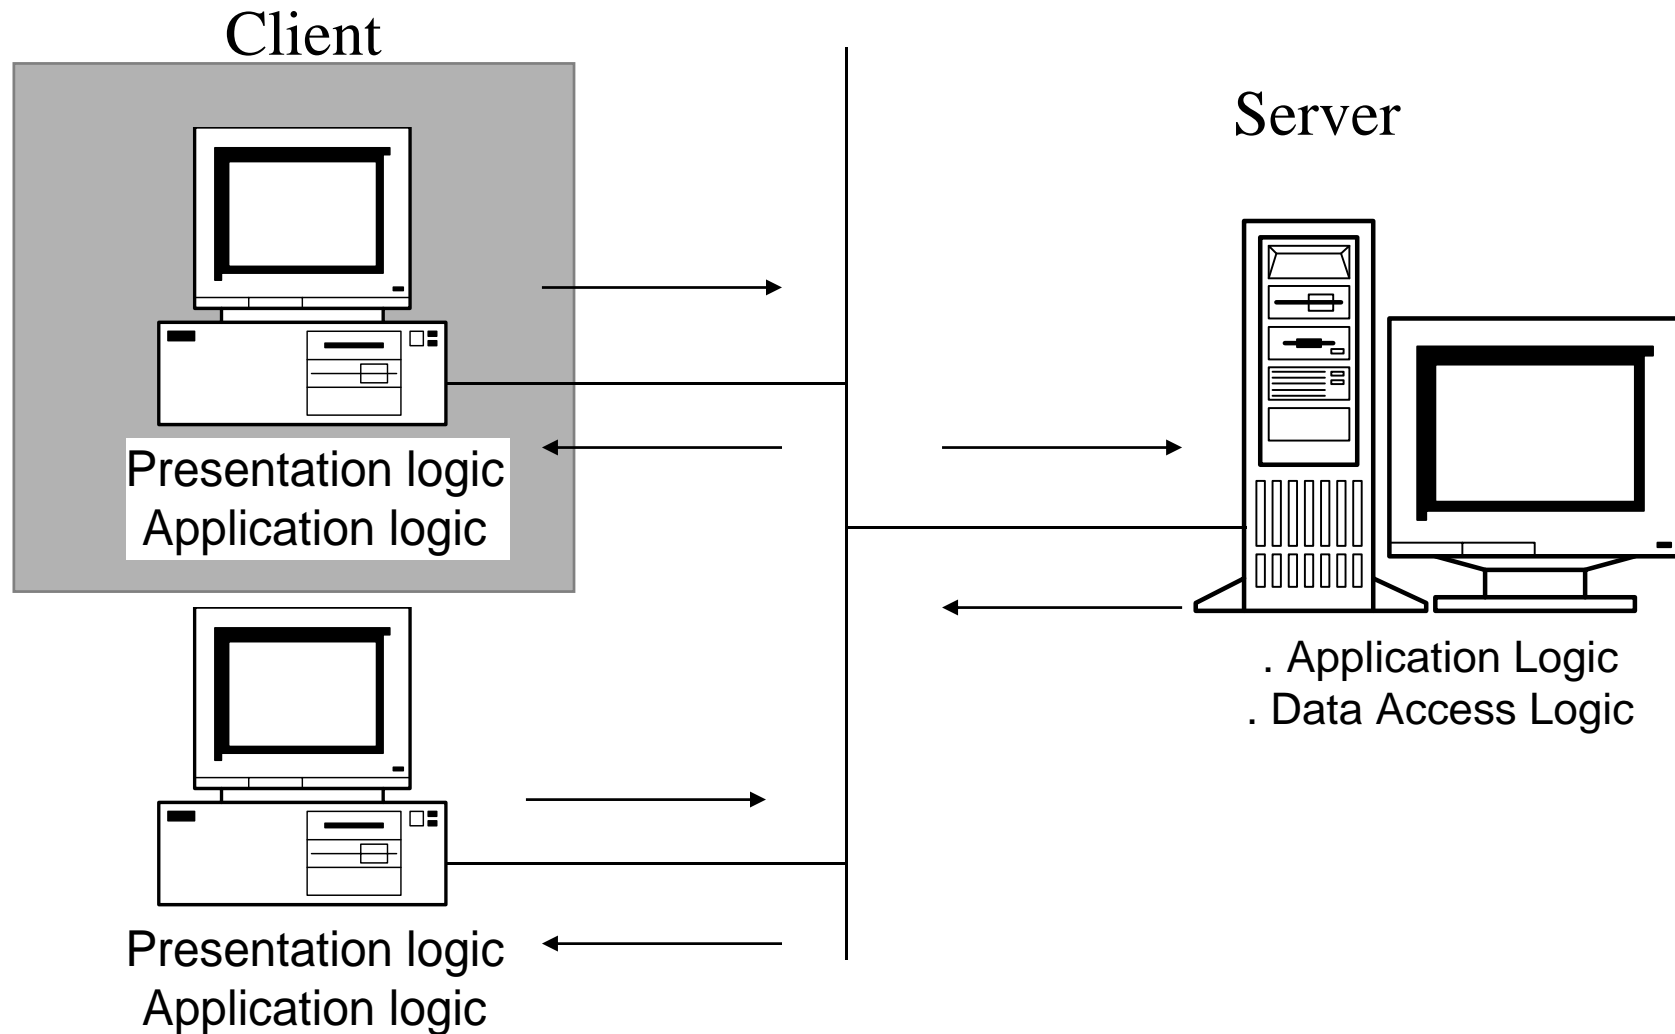 Client
Server
Presentation logic
Application logic
. Application Logic
. Data Access Logic
Presentation logic
Application logic